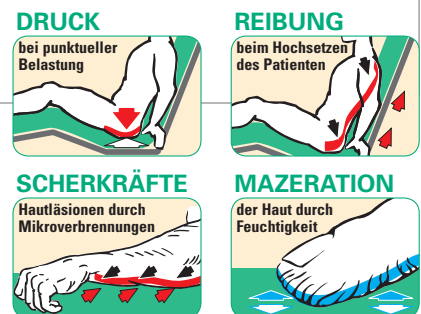 DRUCK
bei punktueller
Belastung
REIBUNG
beim Hochsetzen
des Patienten
SCHERKRÄFTE
Hautläsionen durch
Mikroverbrennungen
MAZERATION
der Haut durch
Feuchtigkeit